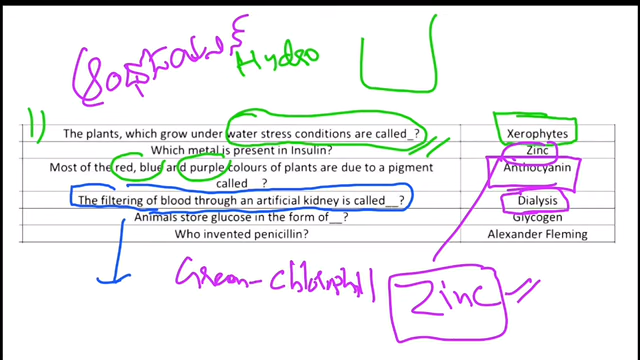 Hydro
1)
The plants, which grow under water stress conditions are called_? Xerophytes
Which metal is present in Insulin? Zinc
Most of the red, blue and purple colours of plants are due to a pigment called_? Anthocyanin
The filtering of blood through an artificial kidney is called__? Dialysis
Animals store glucose in the form of__? Glycogen
Who invented penicillin? Alexander Fleming
Green-
Zinc